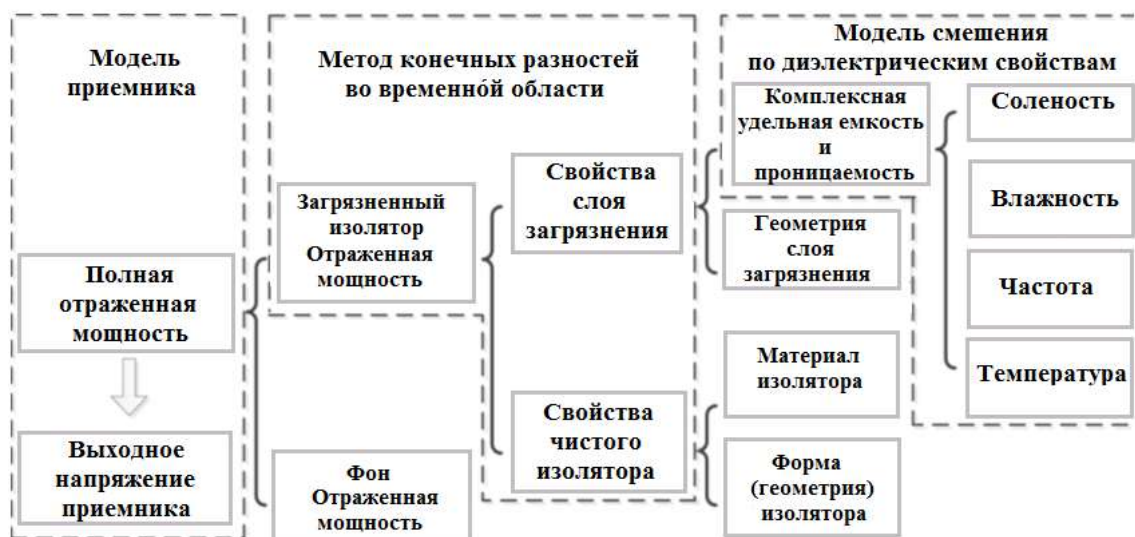 Модель
приемника
Полная
отраженная
мощность
Выходное
напряжение
приемника
Метод конечных разностей
во временнóй области
Загрязненный
изолятор
Отраженная
мощность
Фон
Отраженная
мощность
Свойства
слоя
загрязнения
Свойства
чистого
изолятора
Модель смешения
по диэлектрическим свойствам
Комплексная
удельная емкость
и
проницаемость
Геометрия
слоя
загрязнения
Материал
изолятора
Форма
(геометрия)
изолятора
Соленость
Влажность
Частота
Температура